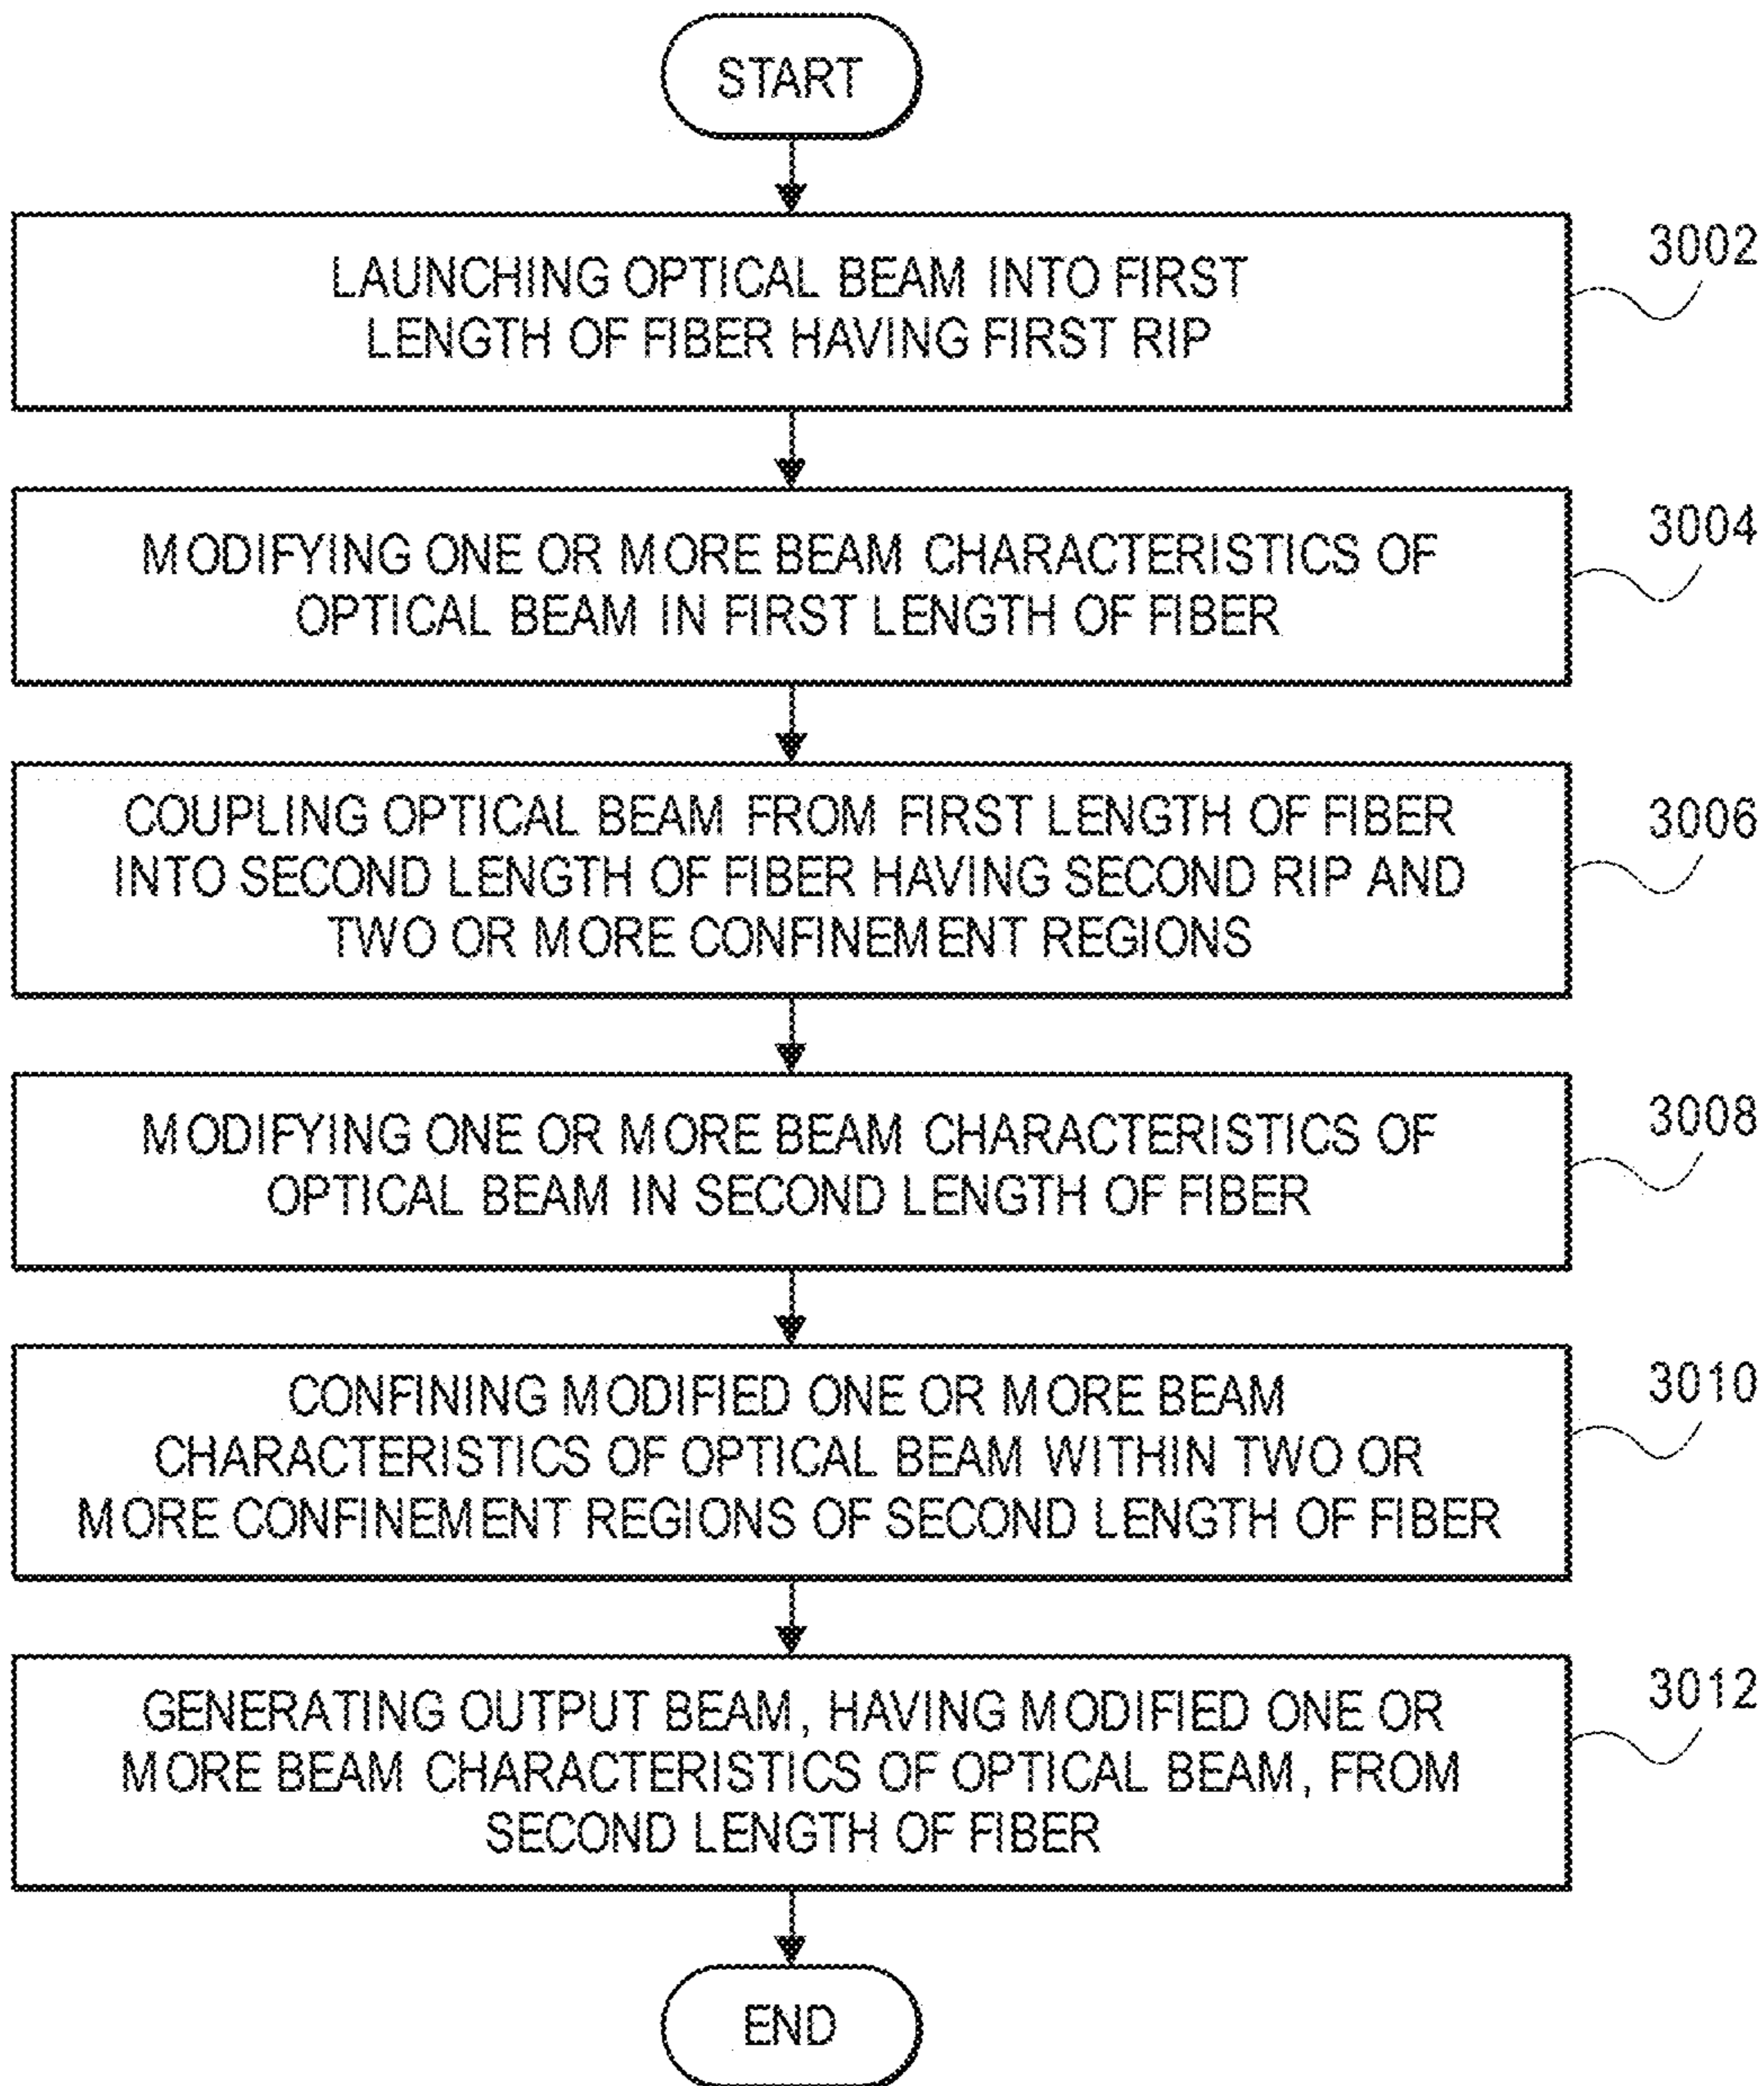 START
LAUNCHING OPTICAL BEAM INTO FIRST
LENGTH OF FIBER HAVING FIRST RIP
3002
MODIFYING ONE OR MORE BEAM CHARACTERISTICS OF
OPTICAL BEAM IN FIRST LENGTH OF FIBER
3004
COUPLING OPTICAL BEAM FROM FIRST LENGTH OF FIBER
INTO SECOND LENGTH OF FIBER HAVING SECOND RIP AND
TWO OR MORE CONFINEMENT REGIONS
3006
MODIFYING ONE OR MORE BEAM CHARACTERISTICS OF
OPTICAL BEAM IN SECOND LENGTH OF FIBER
3008
CONFINING MODIFIED ONE OR MORE BEAM
CHARACTERISTICS OF OPTICAL BEAM WITHIN TWO OR
MORE CONFINEMENT REGIONS OF SECOND LENGTH OF FIBER
3010
GENERATING OUTPUT BEAM, HAVING MODIFIED ONE OR
MORE BEAM CHARACTERISTICS OF OPTICAL BEAM, FROM
SECOND LENGTH OF FIBER
3012
END